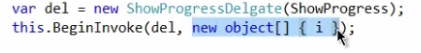 var del = new ShowProgressDelgate(ShowProgress);
this.BeginInvoke(del, new object[] { i });